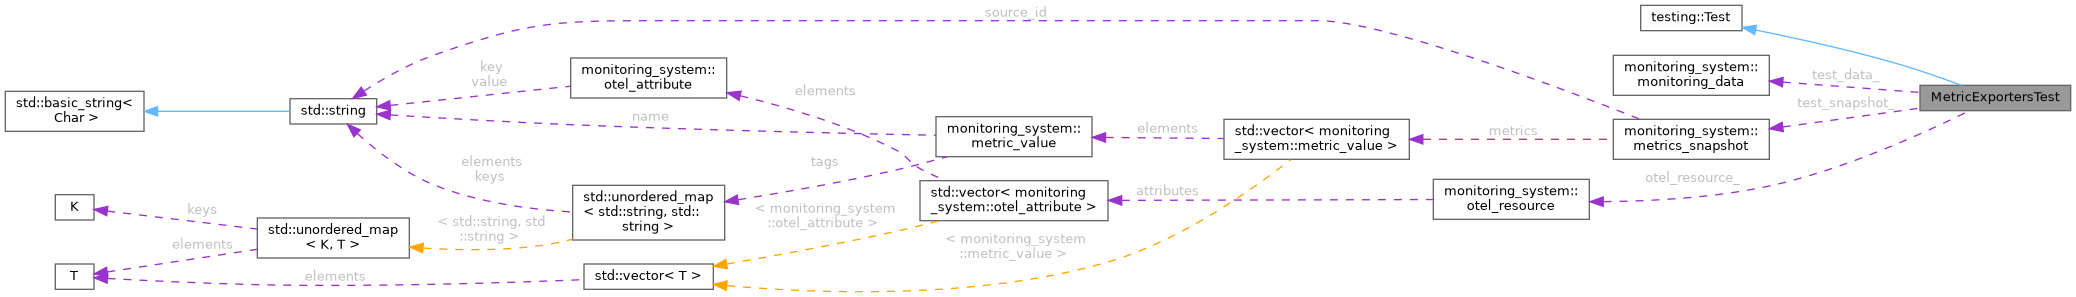 source_id
testing::Test
monitoring_system::
monitoring_data
test_data_
MetricExportersTest
test_snapshot_
monitoring_system::
metrics_snapshot
otel_resource_
monitoring_system::
otel_resource
metrics
std::vector< monitoring
_system::metric_value >
elements
monitoring_system::
metric_value
attributes
std::vector< monitoring
_system::otel_attribute >
elements
monitoring_system::
otel_attribute
key
value
name
tags
std::string
std::basic_string<
Char >
elements
keys
std::unordered_map
< std::string, std::
string >
< monitoring_system
::otel_attribute >
< monitoring_system
::metric_value >
< std::string, std
::string >
std::unordered_map
< K, T >
keys
K
elements
T
elements
std::vector< T >